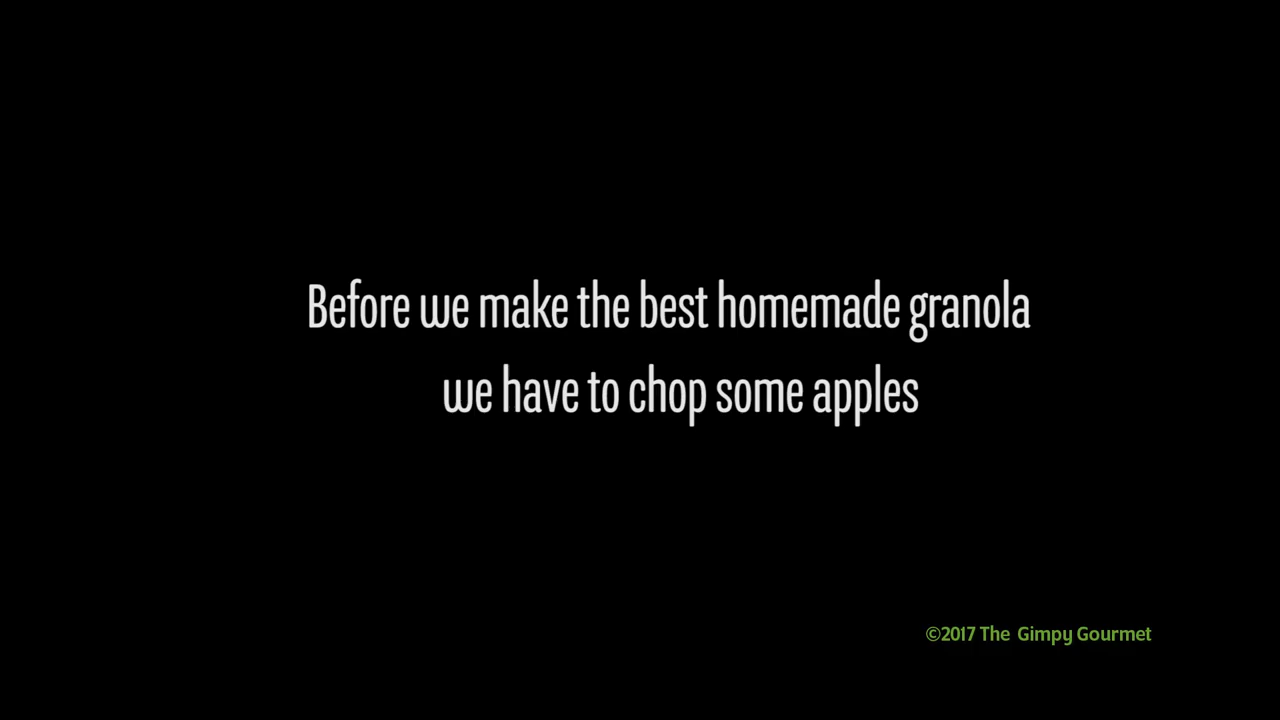 Before we make the best homemade granola
we have to chop some apples
©2017 The Gimpy Gourmet